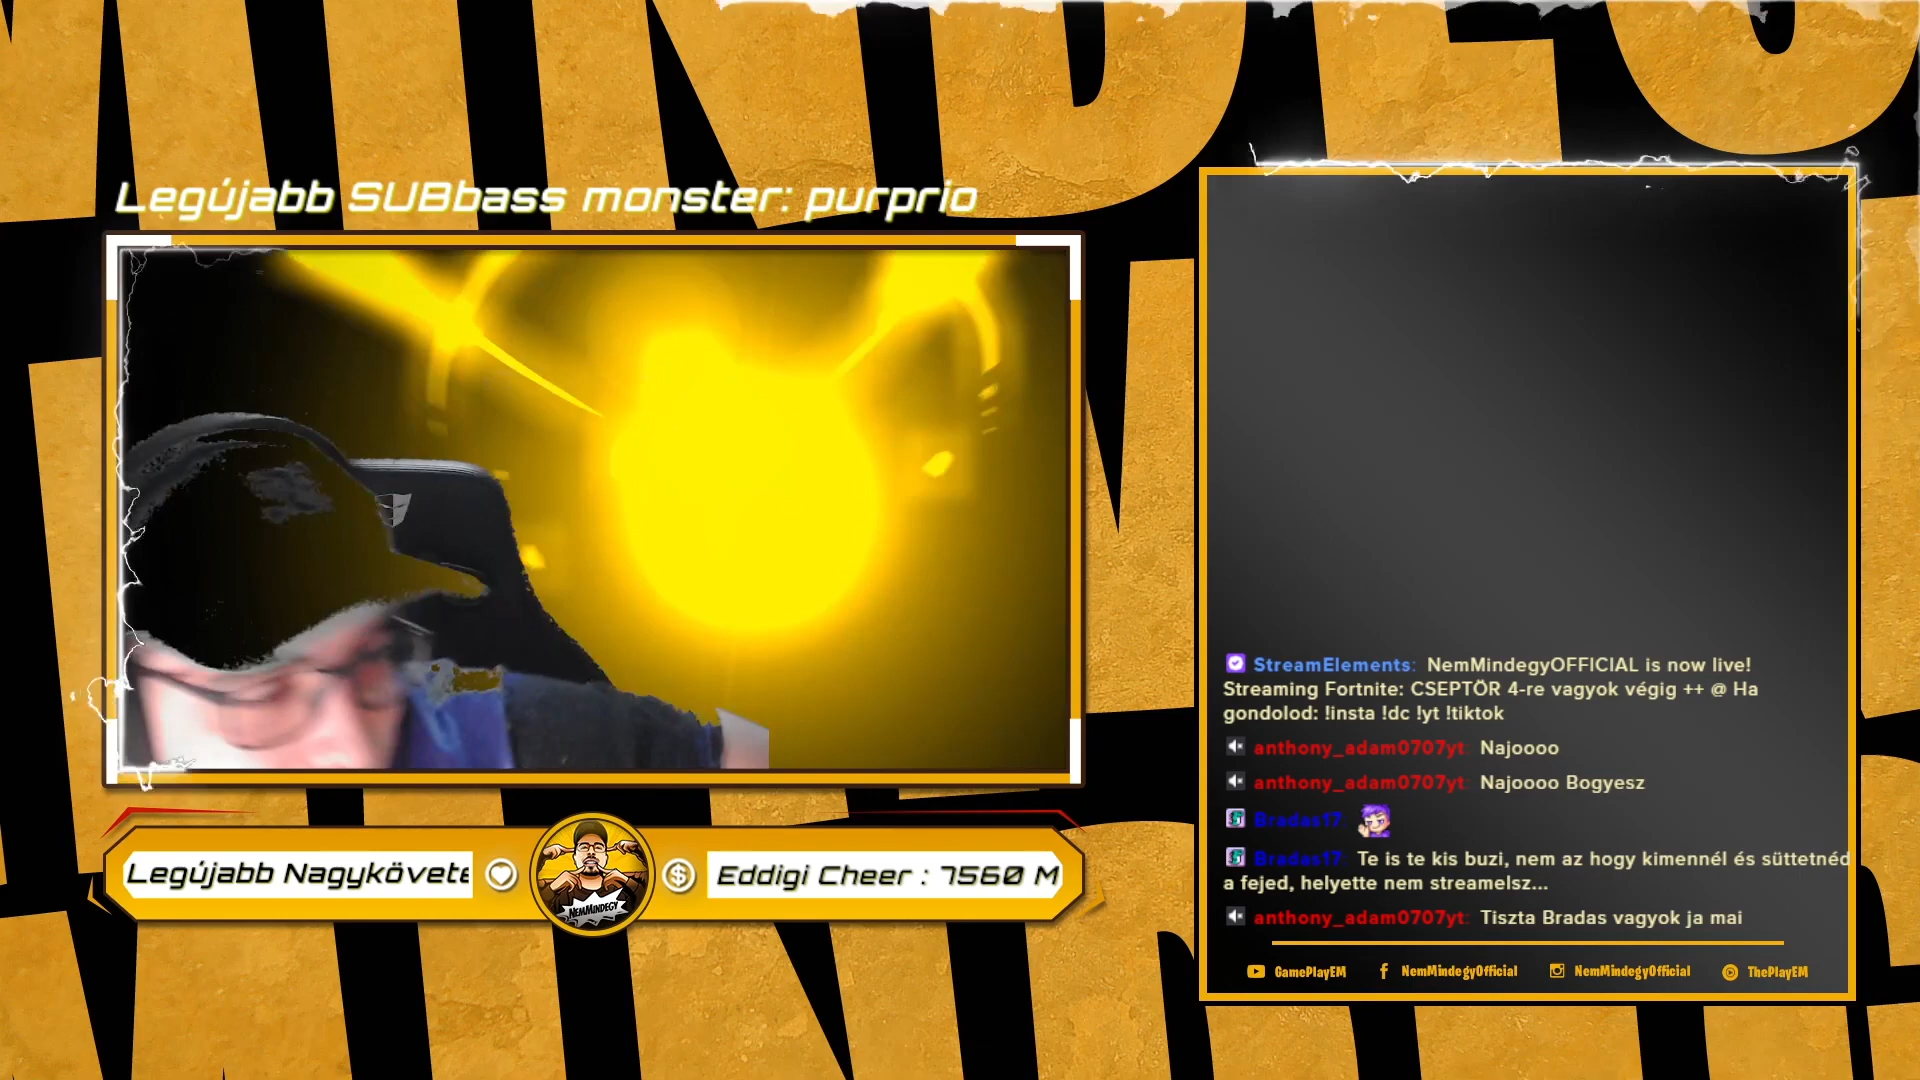 Legújabb SUBbass monster: purprio
Legújabb Nagykövete
NEMMINDEGY
Eddigi Cheer : 7560 M
StreamElements: NemMindegyOFFICIAL is now live!
Streaming Fortnite: CSEPTÖR 4-re vagyok végig ++ @ Ha
gondolod: !insta !dc !yt !tiktok
anthony_adam0707yt: Najoooo
anthony_adam0707yt: Najoooo Bogyesz
Bradas17:
Bradas17: Te is te kis buzi, nem az hogy kimennél és süttetnéd
a fejed, helyette nem streamelsz...
anthony_adam0707yt: Tiszta Bradas vagyok ja mai
GamePlayEM NemMindegyOfficial NemMindegyOfficial ThePlayEM